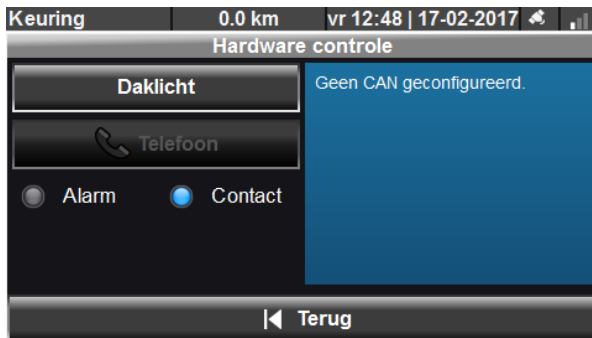 Keuring 0.0 km vr 12:48 | 17-02-2017
Hardware controle
Daklicht
Geen CAN geconfigureerd.
Telefoon
Alarm Contact
Terug